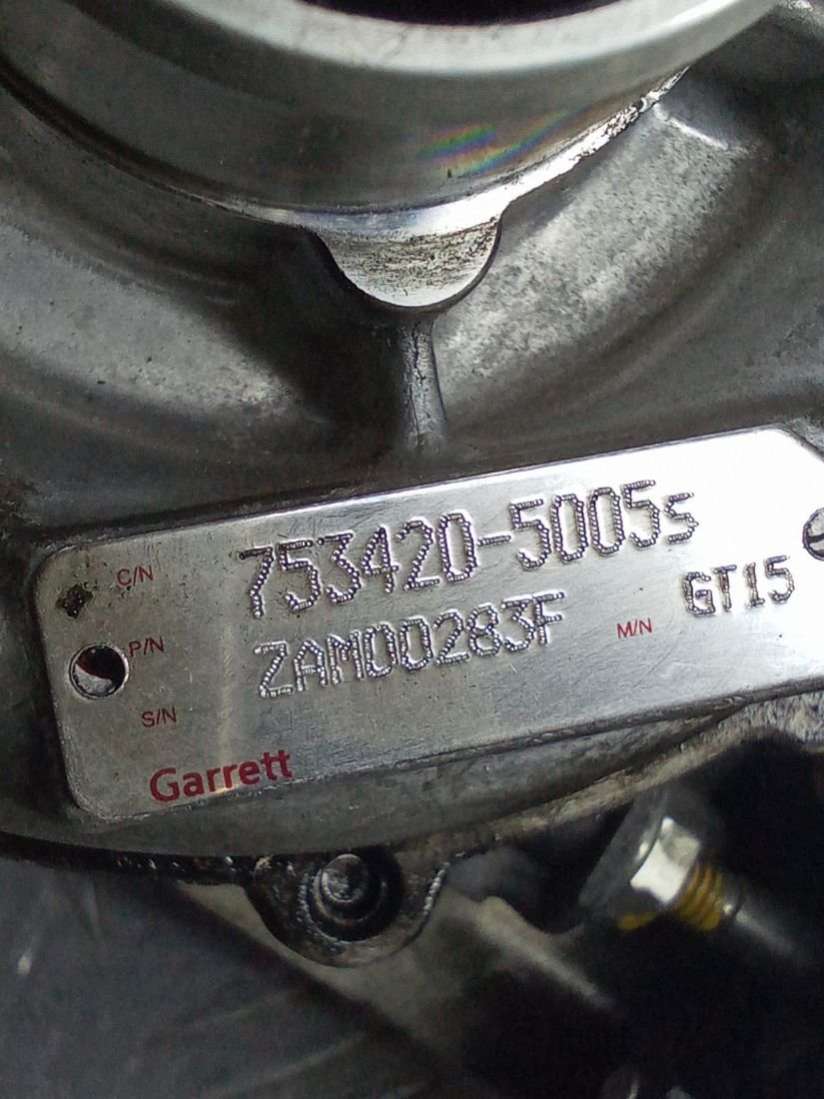 C/N
753420-5005s
P/N
ZAM00283F
M/N
GT15
S/N
Garrett